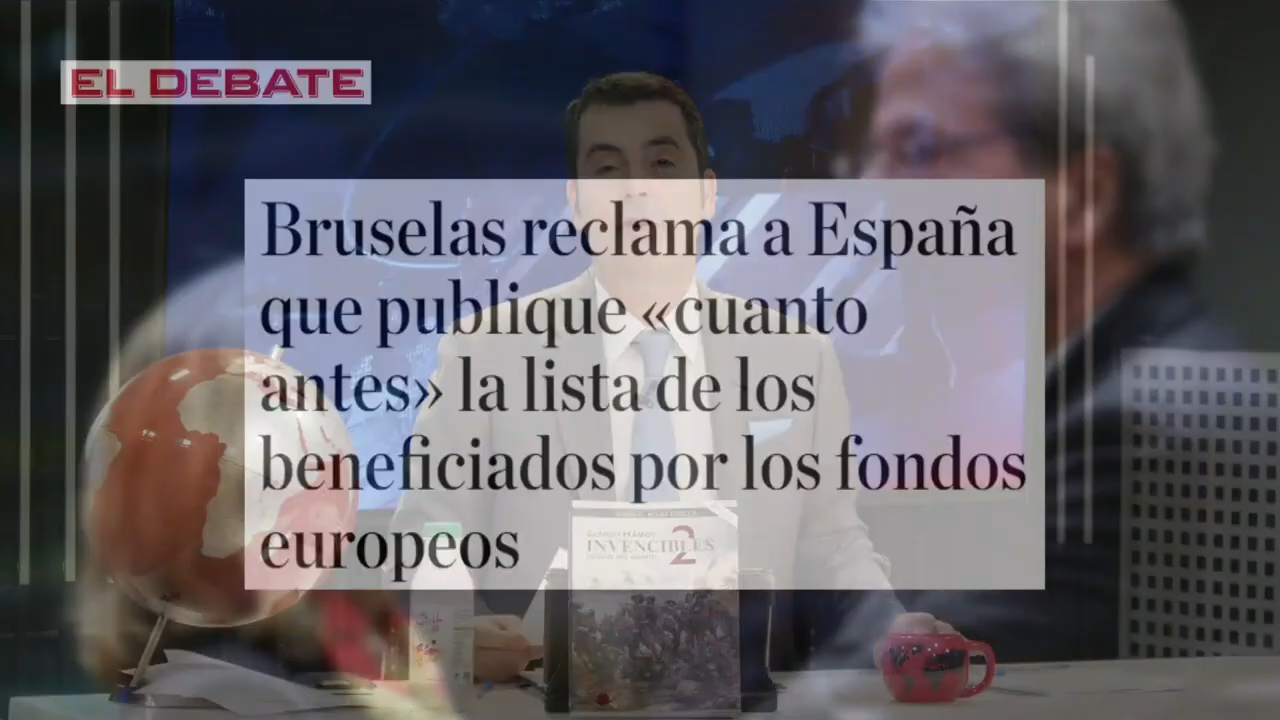 EL DEBATE
Bruselas reclama a España
que publique «cuanto
antes» la lista de los
beneficiados por los fondos
europeos
INVENCIBLES
2